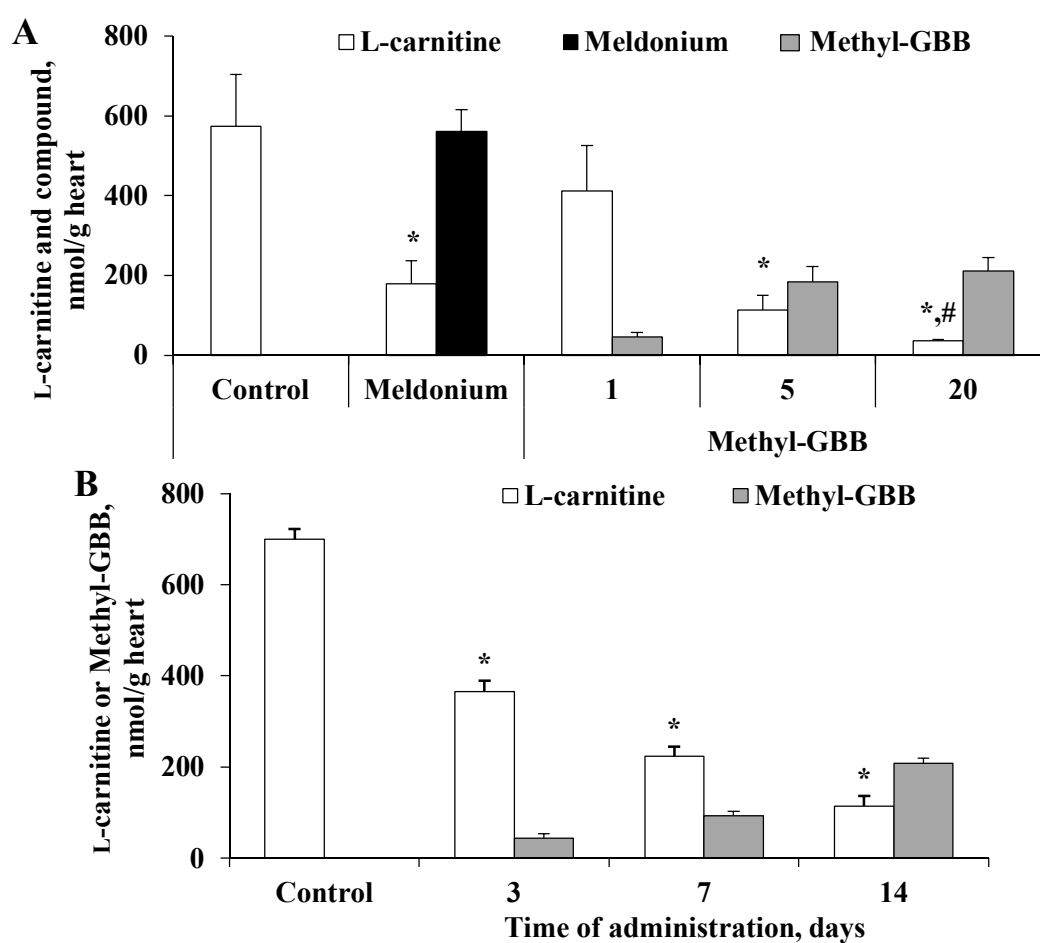 A
800
L-carnitine
Meldonium
Methyl-GBB
L-carnitine and compound,
nmol/g heart
600
400
200
0
*
*
*,#
Control
Meldonium
1
5
20
Methyl-GBB
B
800
L-carnitine
Methyl-GBB
L-carnitine or Methyl-GBB,
nmol/g heart
600
400
200
0
*
*
*
Control
3
7
14
Time of administration, days